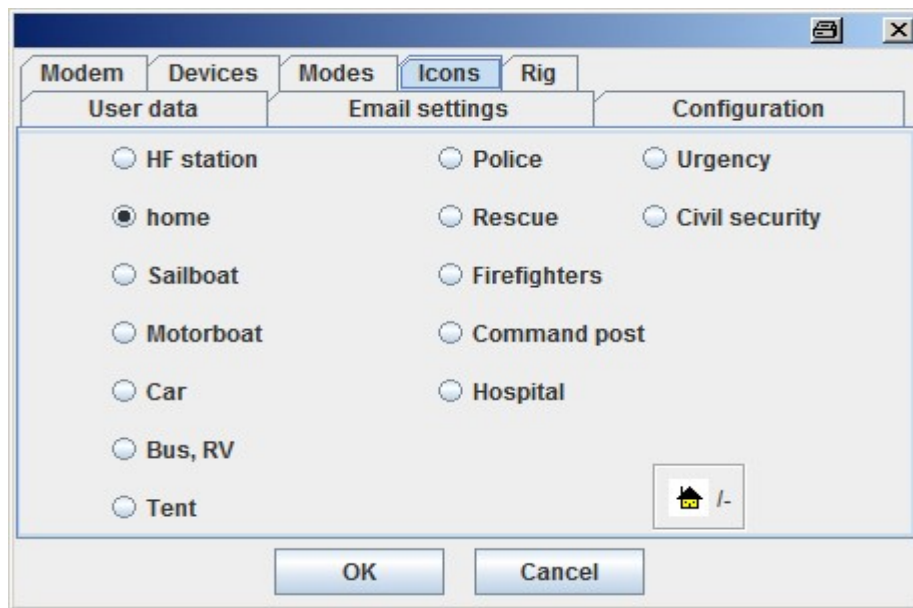 Modem Devices Modes Icons Rig
User data Email settings Configuration
HF station Police Urgency
home Rescue Civil security
Sailboat Firefighters
Motorboat Command post
Car Hospital
Bus, RV
Tent
/-
OK Cancel